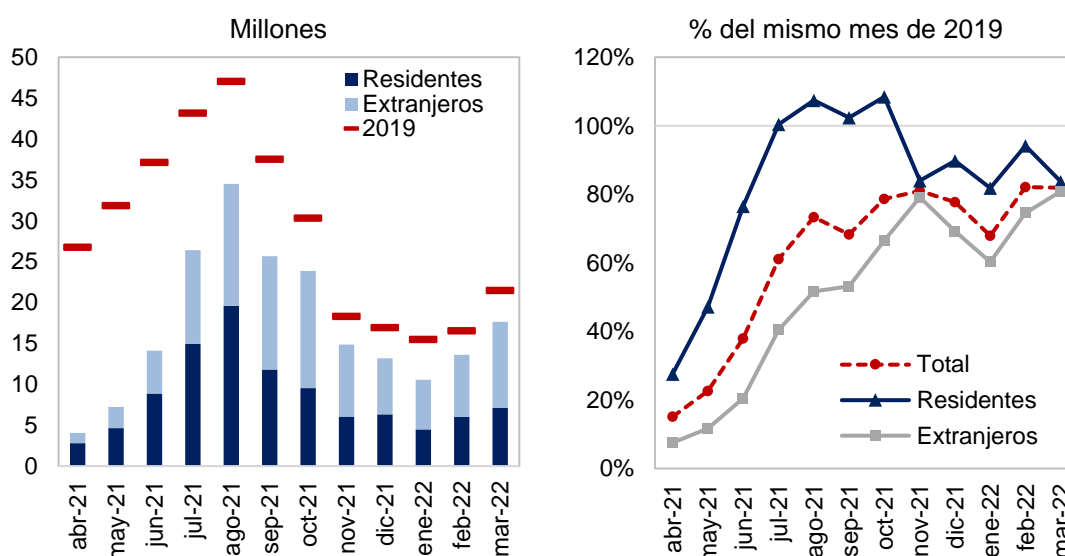 Millones
50
45
40
35
30
25
20
15
10
5
0
Residentes
Extranjeros
2019
abr-21
may-21
jun-21
jul-21
ago-21
sep-21
oct-21
nov-21
dic-21
ene-22
feb-22
mar-22
% del mismo mes de 2019
120%
100%
80%
60%
40%
20%
0%
Total
Residentes
Extranjeros
abr-21
may-21
jun-21
jul-21
ago-21
sep-21
oct-21
nov-21
dic-21
ene-22
feb-22
mar-22